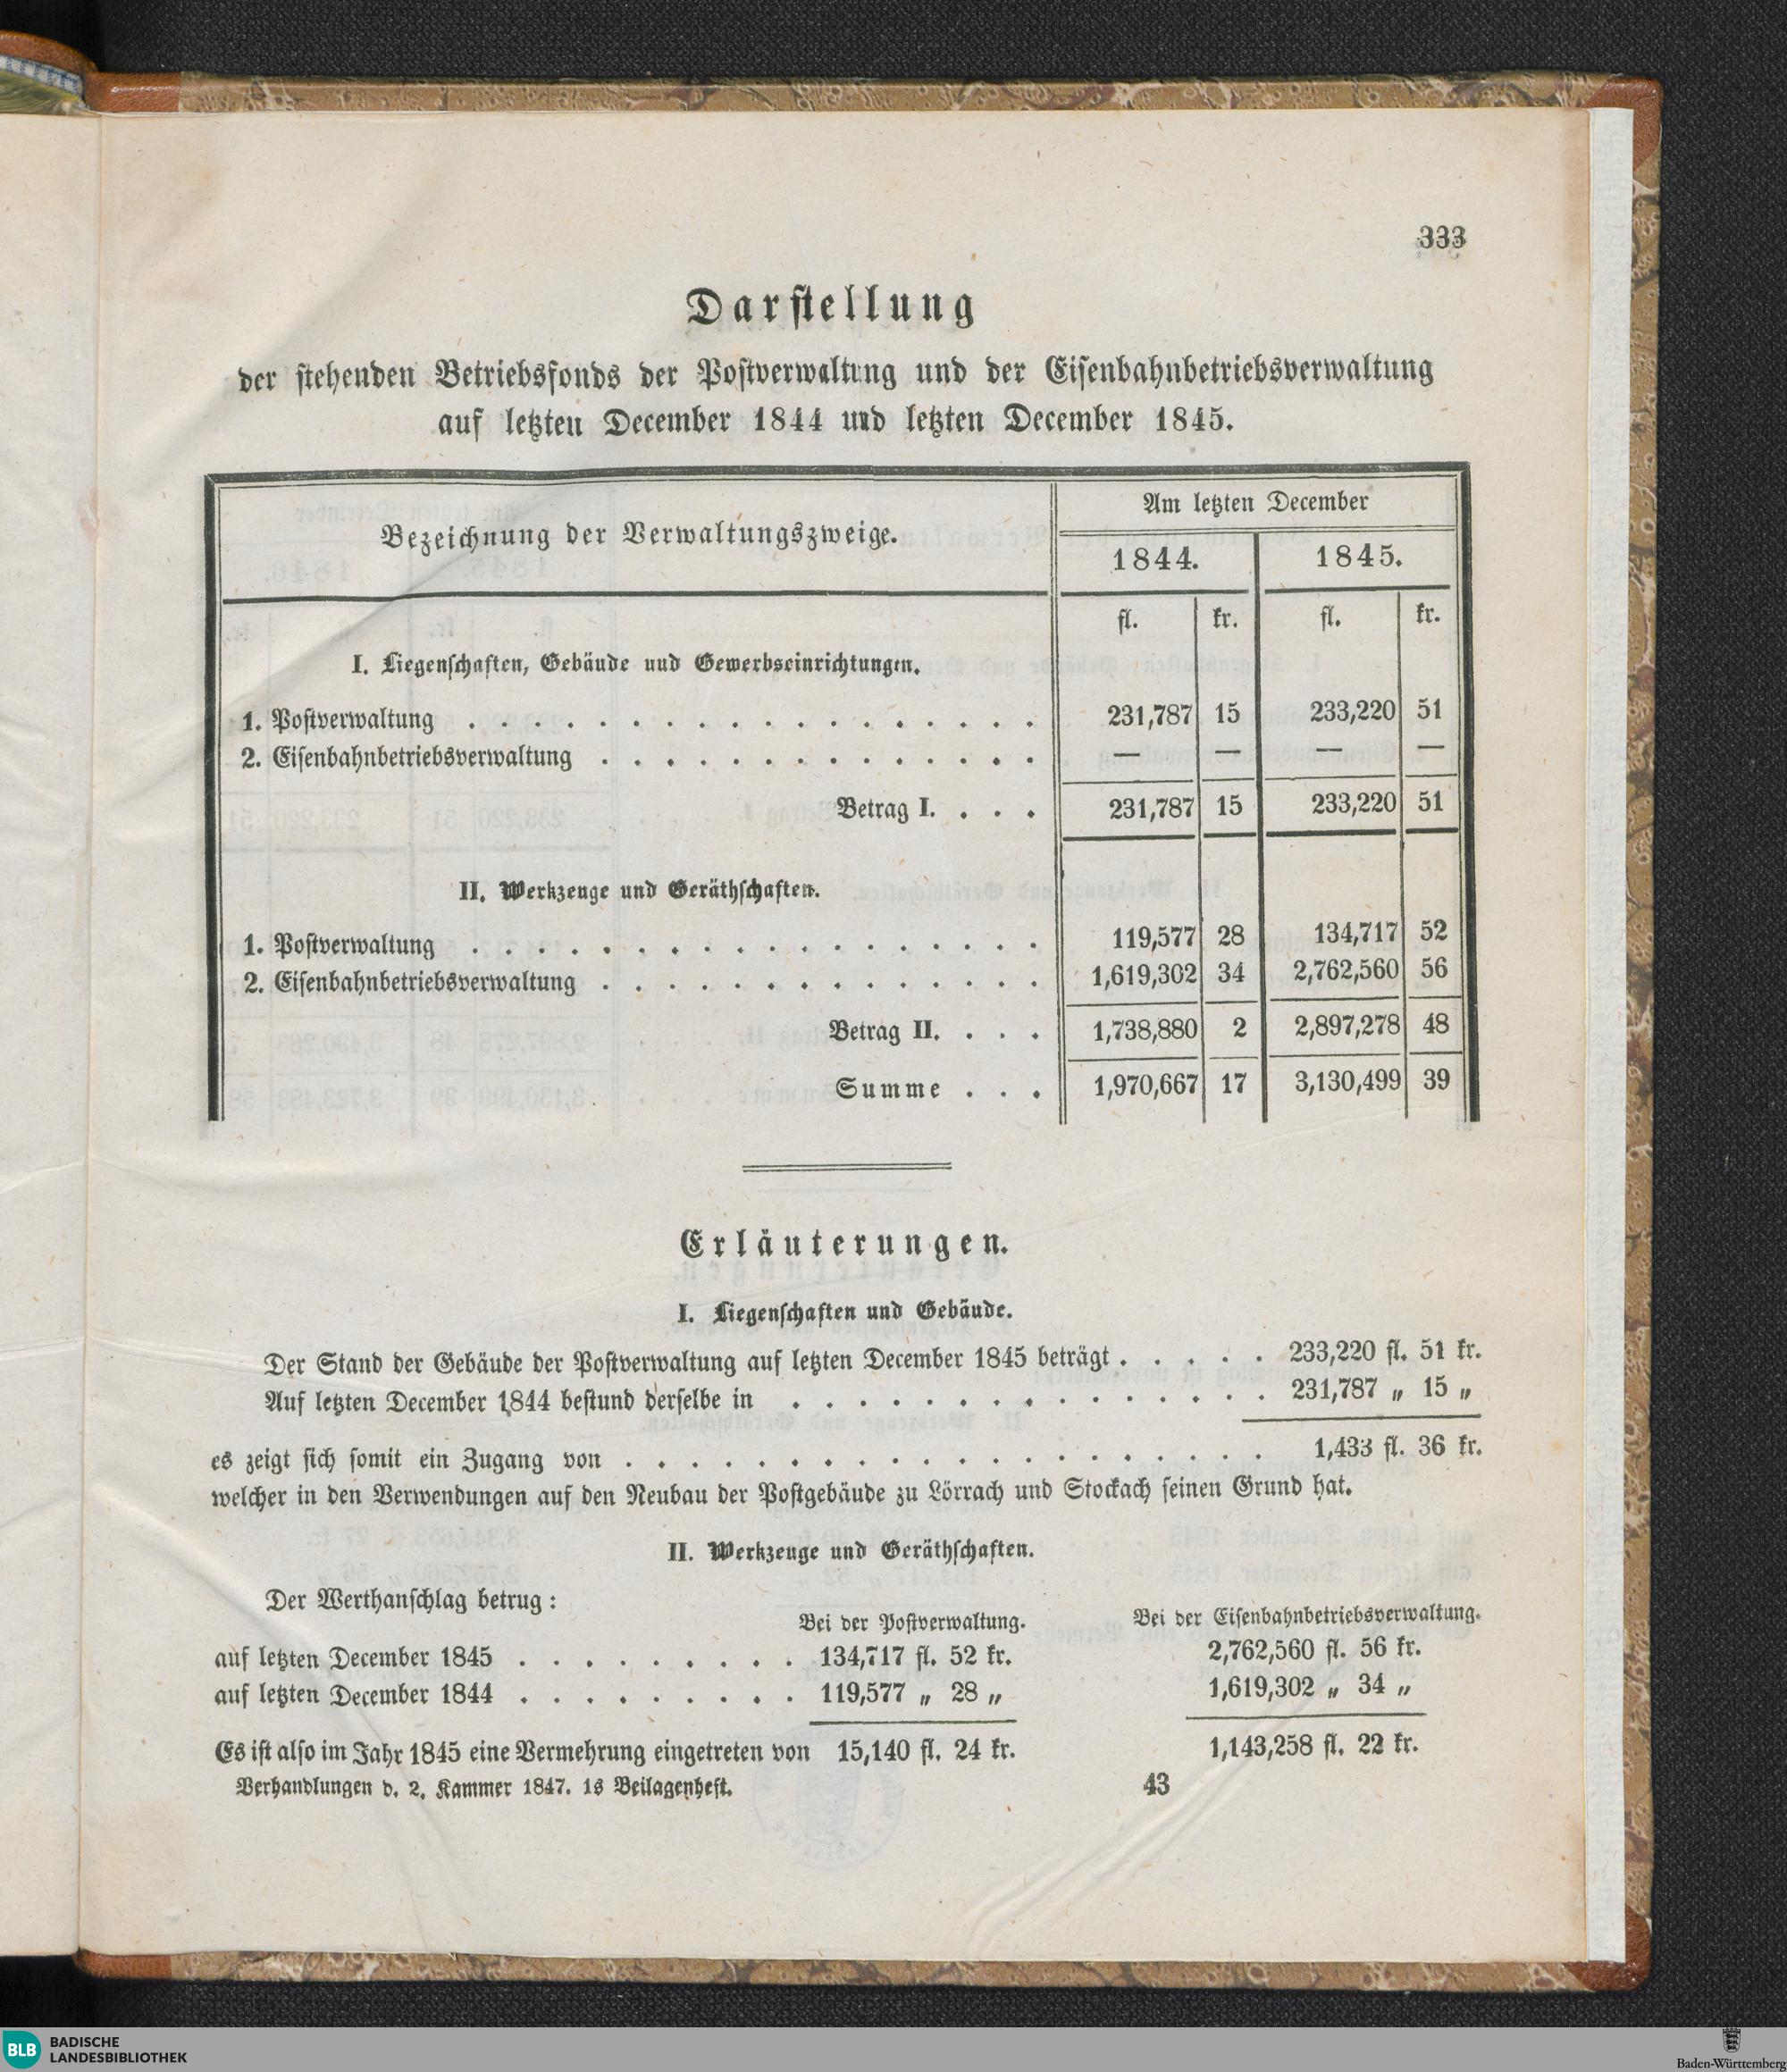 333
Darstellung
der stehenden Betriebsfonds der Postverwaltung und der Eisenbahnbetriebsverwaltung
auf letzten December 1844 und letzten December 1845.
Bezeichnung der Verwaltungszweige.
Am letzten December
1844. 1845.
fl. kr. fl. kr.
I. Liegenschaften, Gebäude und Gewerbseinrichtungen.
1. Postverwaltung . . . . . . . . . . . . . . . . . . 231,787 15 233,220 51
2. Eisenbahnbetriebsverwaltung . . . . . . . . . . . . . . — — — —
Betrag I. . . . 231,787 15 233,220 51
II. Werkzeuge und Geräthschaften.
1. Postverwaltung . . . . . . . . . . . . . . . . . . 119,577 28 134,717 52
2. Eisenbahnbetriebsverwaltung . . . . . . . . . . . . . . 1,619,302 34 2,762,560 56
Betrag II. . . . 1,738,880 2 2,897,278 48
Summe . . . 1,970,667 17 3,130,499 39
Erläuterungen.
I. Liegenschaften und Gebäude.
Der Stand der Gebäude der Postverwaltung auf letzten December 1845 beträgt . . . . . 233,220 fl. 51 kr.
Auf letzten December 1844 bestund derselbe in . . . . . . . . . . . . . . . 231,787 „ 15 „
es zeigt sich somit ein Zugang von . . . . . . . . . . . . . . . . . . . . 1,433 fl. 36 kr.
welcher in den Verwendungen auf den Neubau der Postgebäude zu Lörrach und Stockach seinen Grund hat.
II. Werkzeuge und Geräthschaften.
Der Werthanschlag betrug:
Bei der Postverwaltung. Bei der Eisenbahnbetriebsverwaltung.
auf letzten December 1845 . . . . . . . . . 134,717 fl. 52 kr. 2,762,560 fl. 56 kr.
auf letzten December 1844 . . . . . . . . . 119,577 „ 28 „ 1,619,302 „ 34 „
Es ist also im Jahr 1845 eine Vermehrung eingetreten von 15,140 fl. 24 kr. 1,143,258 fl. 22 kr.
Verhandlungen d. 2. Kammer 1847. 1s Beilagenheft. 43
BLB BADISCHE
LANDESBIBLIOTHEK
Baden-Württemberg